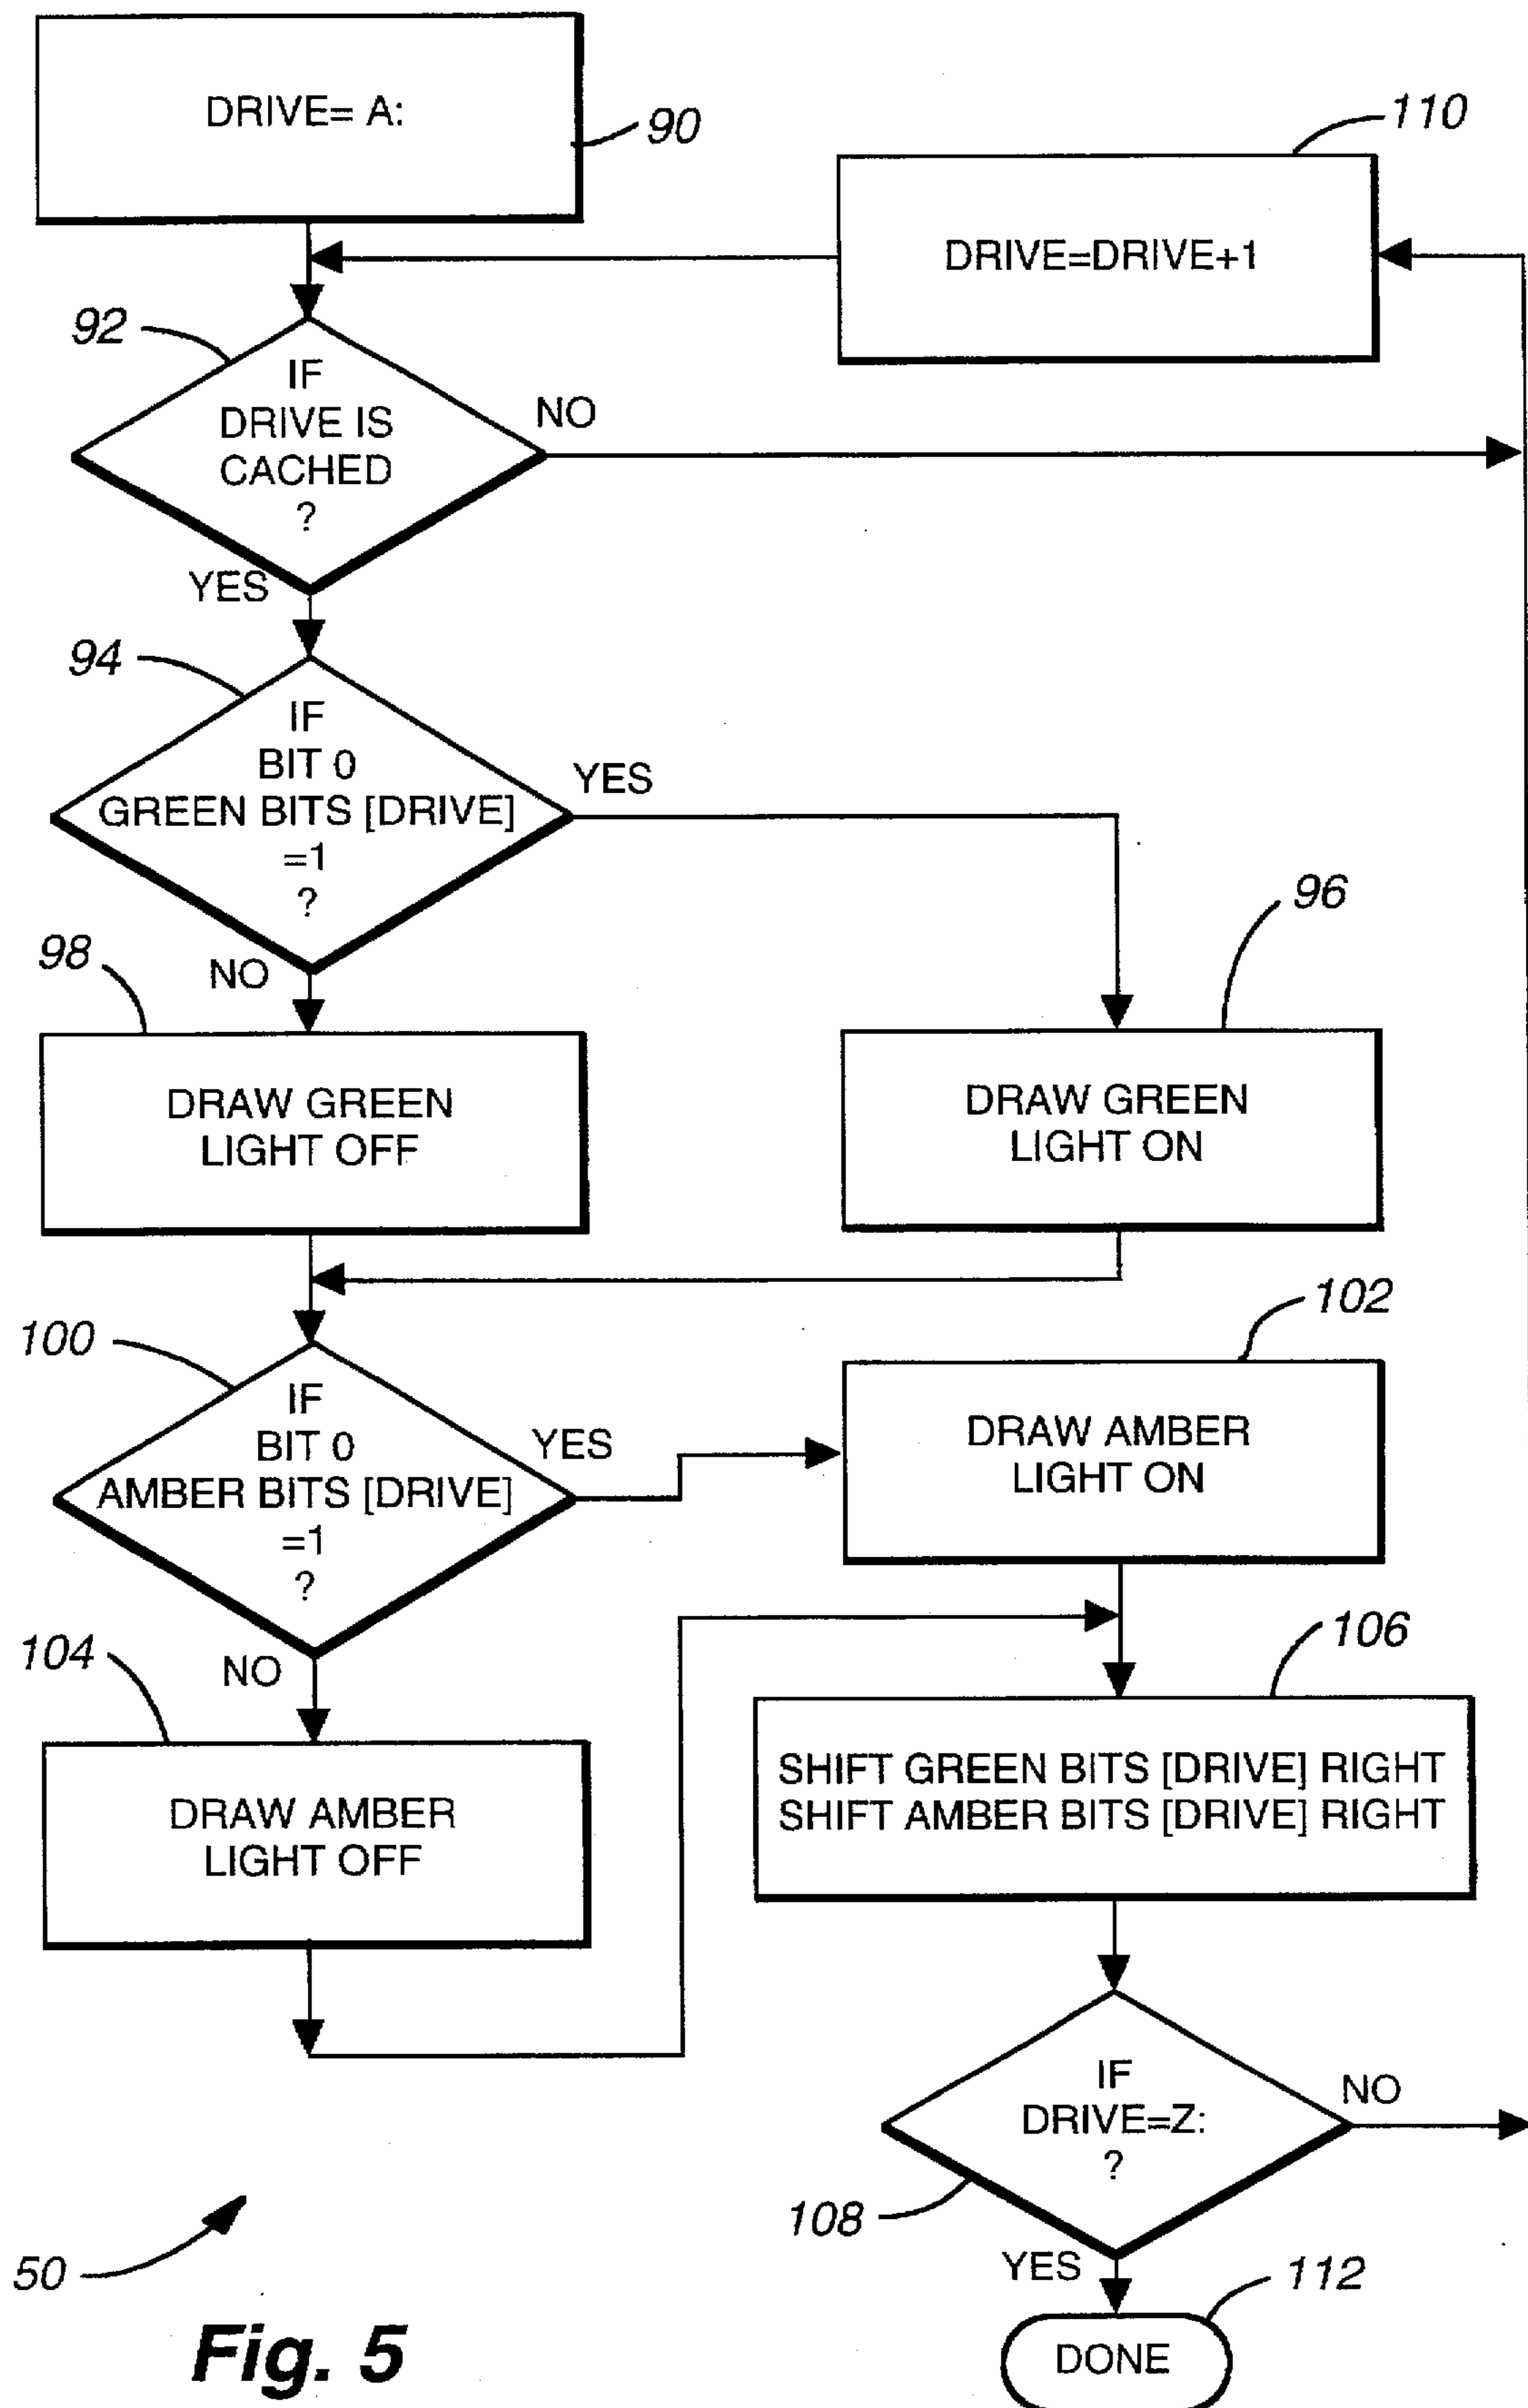 DRIVE= A:
90
110
DRIVE=DRIVE+1
92
IF
DRIVE IS
CACHED
?
NO
YES
94
IF
BIT 0
GREEN BITS [DRIVE]
=1
?
YES
NO
96
98
DRAW GREEN
LIGHT OFF
DRAW GREEN
LIGHT ON
100
IF
BIT 0
AMBER BITS [DRIVE]
=1
?
YES
NO
102
DRAW AMBER
LIGHT ON
104
DRAW AMBER
LIGHT OFF
106
SHIFT GREEN BITS [DRIVE] RIGHT
SHIFT AMBER BITS [DRIVE] RIGHT
IF
DRIVE=Z:
?
NO
108
YES
112
DONE
50
Fig. 5